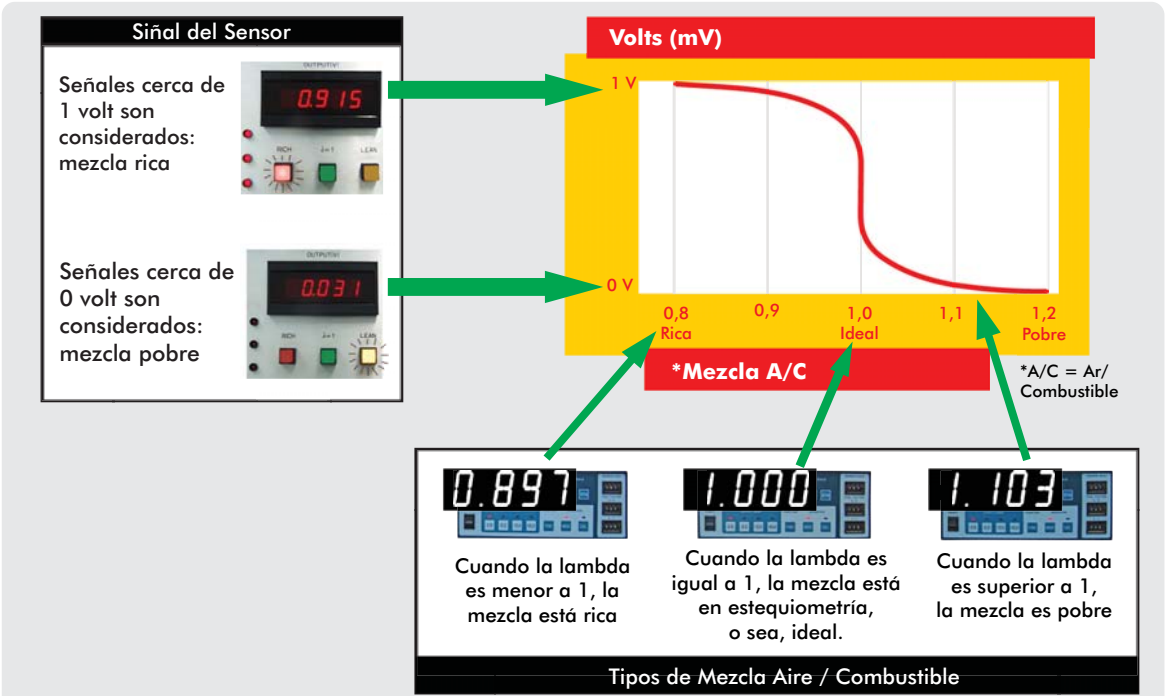 Siñal del Sensor
Señales cerca de
1 volt son
considerados:
mezcla rica
OUTPUT(V)
0.915
RICH
λ=1
LEAN
Señales cerca de
0 volt son
considerados:
mezcla pobre
OUTPUT(V)
0.031
RICH
λ=1
LEAN
Volts (mV)
1 V
0 V
0,8
0,9
1,0
1,1
1,2
Rica
Ideal
Pobre
*Mezcla A/C
*A/C = Ar/
Combustible
0.897
1.000
1.103
Cuando la lambda
es menor a 1, la
mezcla está rica
Cuando la lambda es
igual a 1, la mezcla está
en estequiometría,
o sea, ideal.
Cuando la lambda
es superior a 1,
la mezcla es pobre
Tipos de Mezcla Aire / Combustible